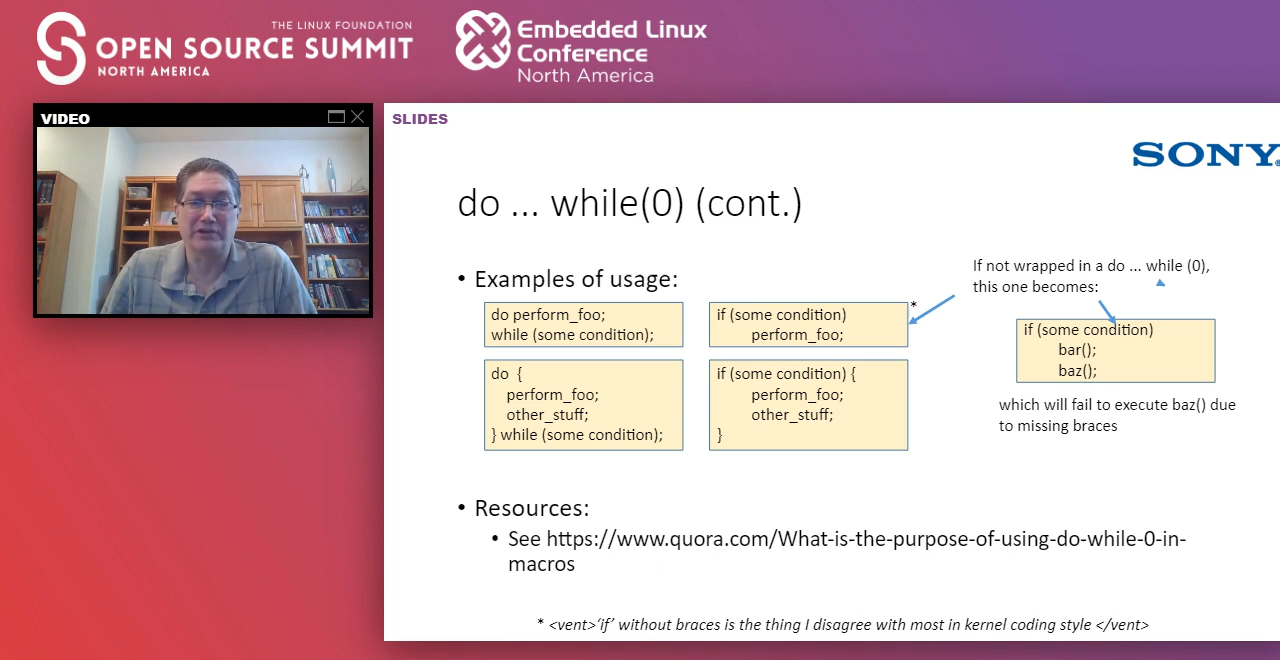 THE LINUX FOUNDATION
OPEN SOURCE SUMMIT
NORTH AMERICA
Embedded Linux
Conference
North America
VIDEO
SLIDES
SONY
do ... while(0) (cont.)
• Examples of usage:
do perform_foo;
while (some condition);
if (some condition)
perform_foo;
*
If not wrapped in a do ... while (0),
this one becomes:
if (some condition)
bar();
baz();
do {
perform_foo;
other_stuff;
} while (some condition);
if (some condition) {
perform_foo;
other_stuff;
}
which will fail to execute baz() due
to missing braces
• Resources:
• See https://www.quora.com/What-is-the-purpose-of-using-do-while-0-in-
macros
* <vent>‘if’ without braces is the thing I disagree with most in kernel coding style </vent>